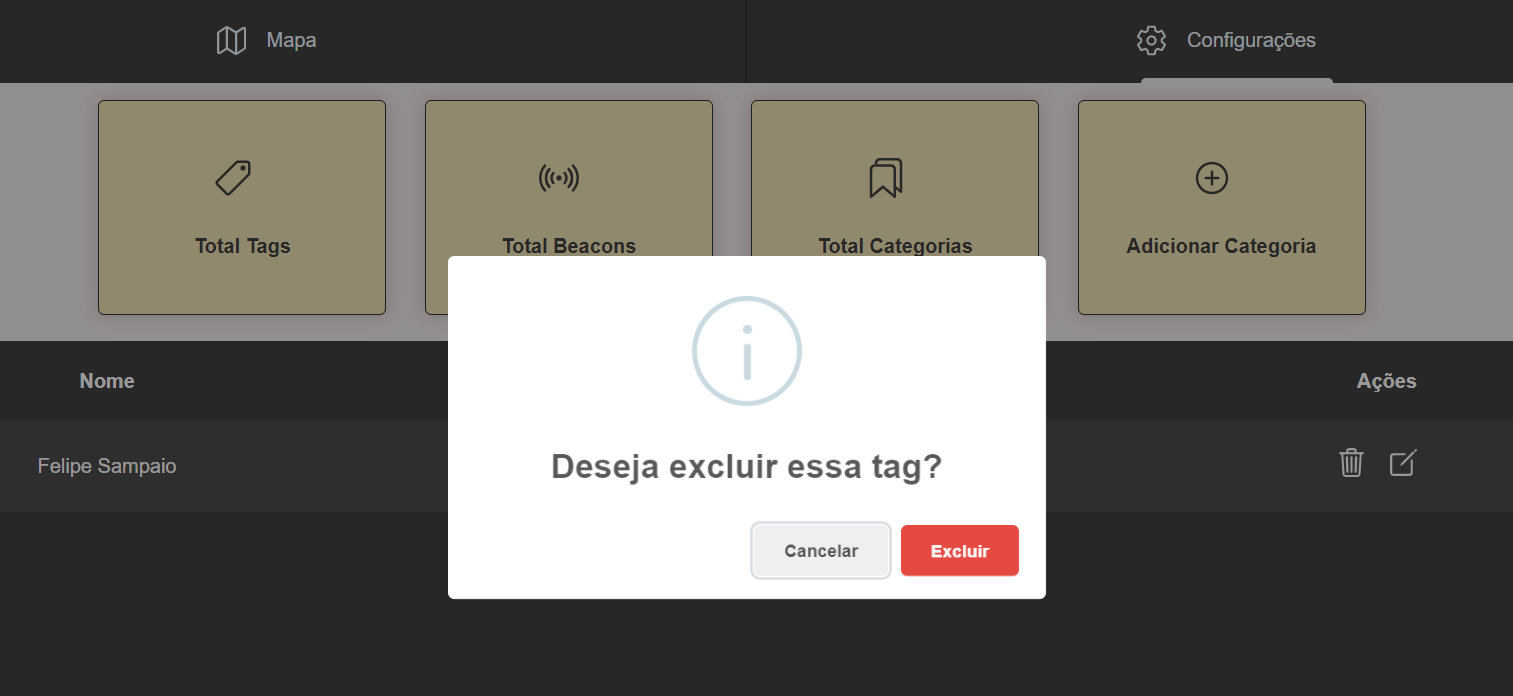 Mapa
Configurações
Total Tags
Total Beacons
Total Categorias
Adicionar Categoria
Nome
Ações
Felipe Sampaio
Deseja excluir essa tag?
Cancelar
Excluir